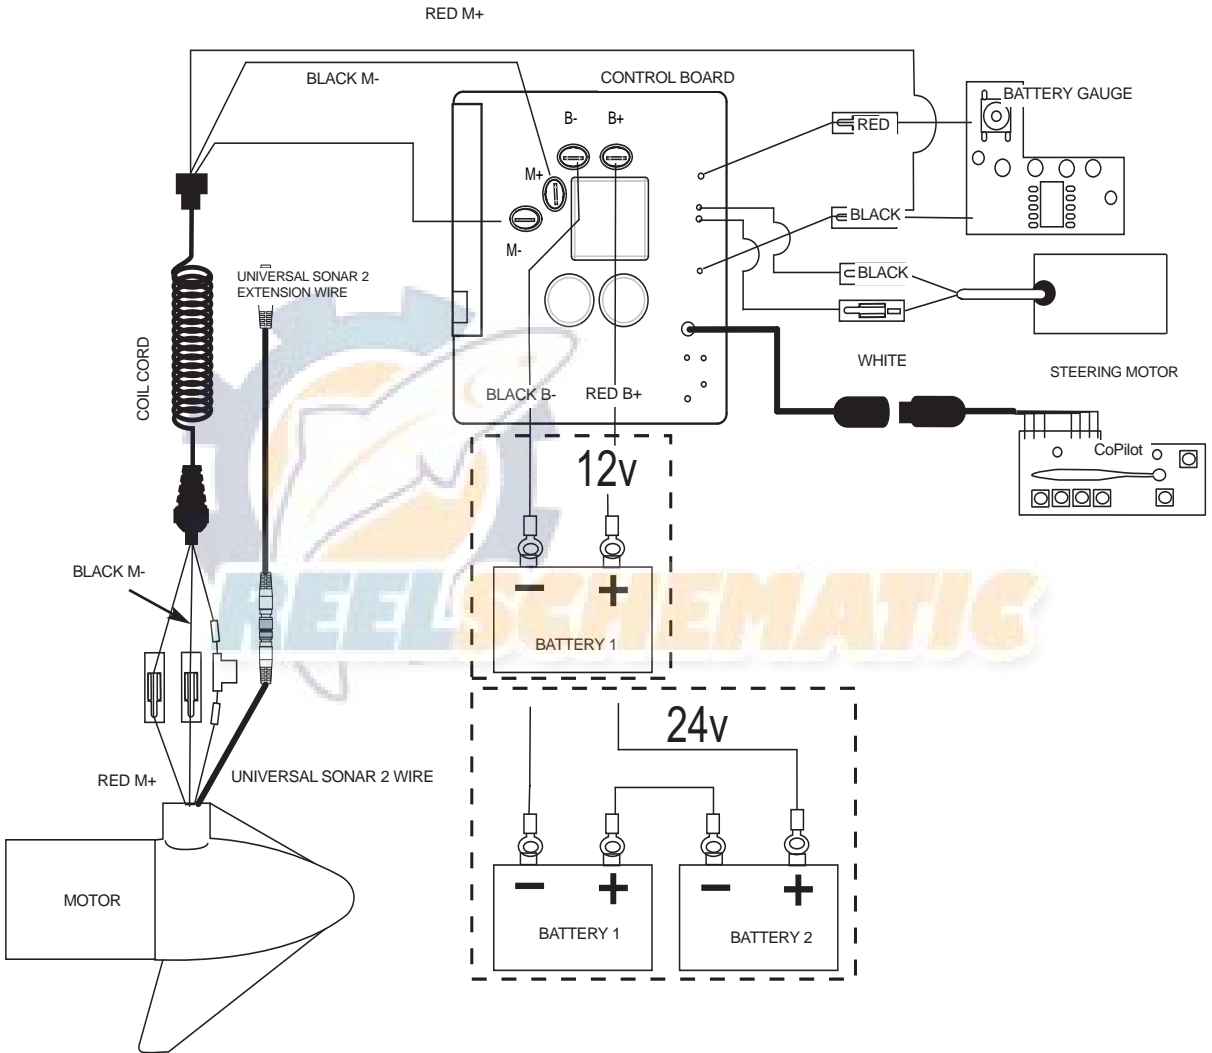 RED M+
BLACK M-
CONTROL BOARD
BATTERY GAUGE
B-
B+
RED
M+
BLACK
M-
UNIVERSAL SONAR 2
EXTENSION WIRE
BLACK
COIL CORD
WHITE
STEERING MOTOR
BLACK B-
RED B+
CoPilot
12v
BLACK M-
REELSCHEMATIC
- +
BATTERY 1
24v
RED M+
UNIVERSAL SONAR 2 WIRE
- + - +
MOTOR
BATTERY 1
BATTERY 2